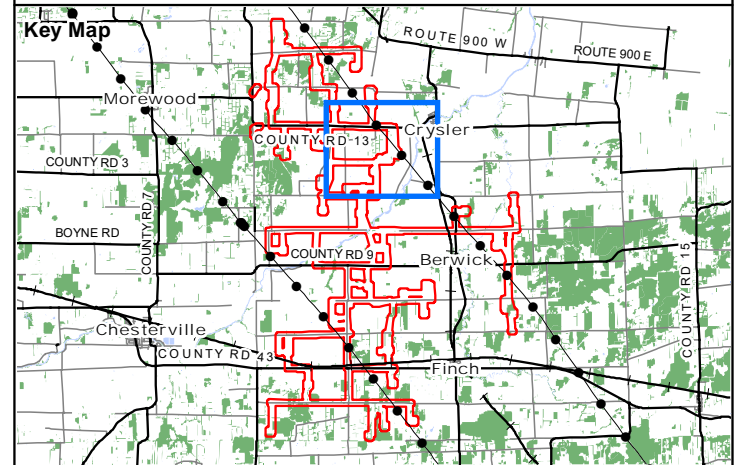 Key Map
ROUTE 900 W
ROUTE 900 E
Morewood
Crysler
COUNTY RD 13
COUNTY RD 3
COUNTY RD 7
BOYNE RD
COUNTY RD 9
Berwick
COUNTY RD 15
Chesterville
COUNTY RD 43
Finch